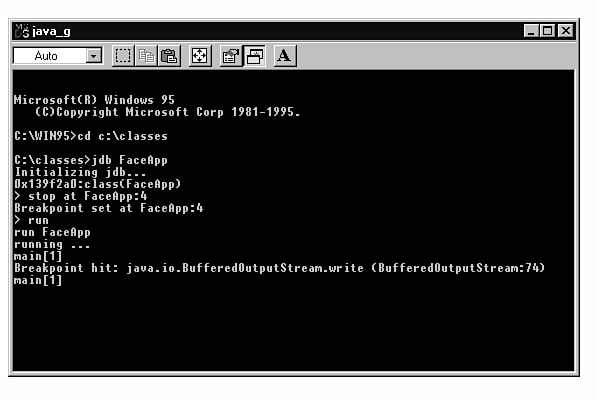 java_g
Auto
A
Microsoft(R) Windows 95
(C)Copyright Microsoft Corp 1981-1995.
C:\WIN95>cd c:\classes
C:\classes>jdb FaceApp
Initializing jdb...
0x139f2a0:class(FaceApp)
> stop at FaceApp:4
Breakpoint set at FaceApp:4
> run
run FaceApp
running ...
main[1]
Breakpoint hit: java.io.BufferedOutputStream.write (BufferedOutputStream:74)
main[1]